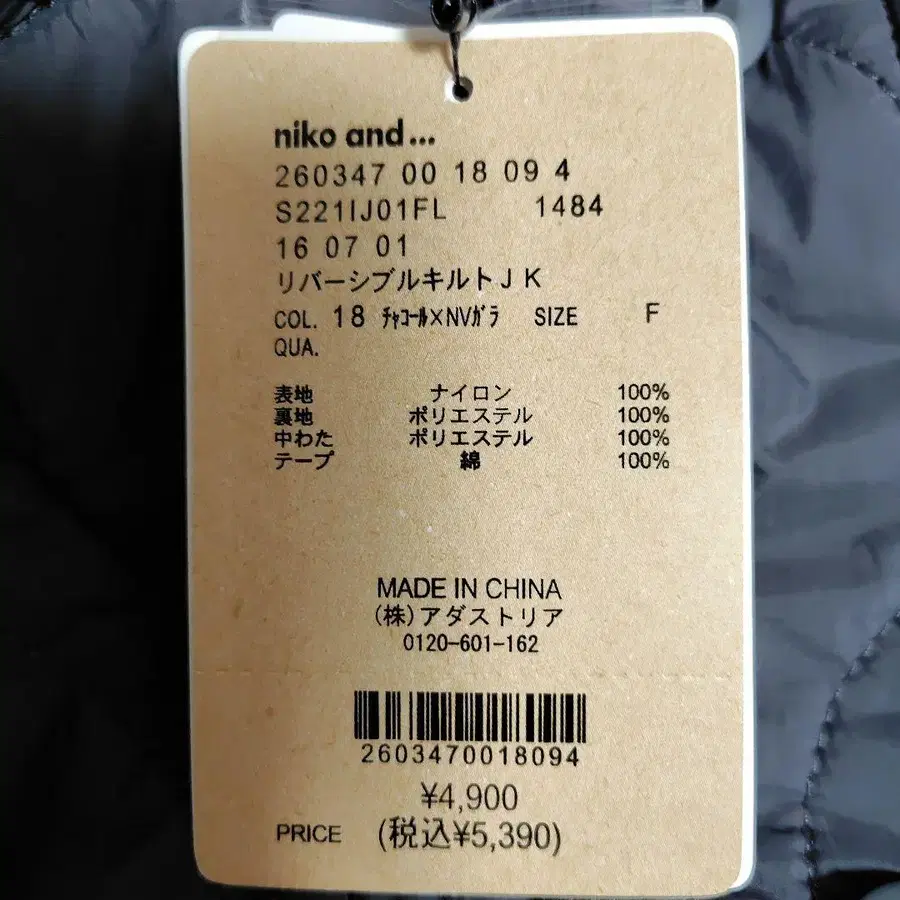 niko and...
260347 00 18 09 4
S221IJ01FL 1484
16 07 01
リバーシブルキルトJK
COL. 18 ﾁｬｺｰﾙ×NVｶﾞﾗ SIZE F
QUA.
表地 ナイロン 100%
裏地 ポリエステル 100%
中わた ポリエステル 100%
テープ 綿 100%
MADE IN CHINA
(株)アダストリア
0120-601-162
2603470018094
¥4,900
PRICE (税込¥5,390)